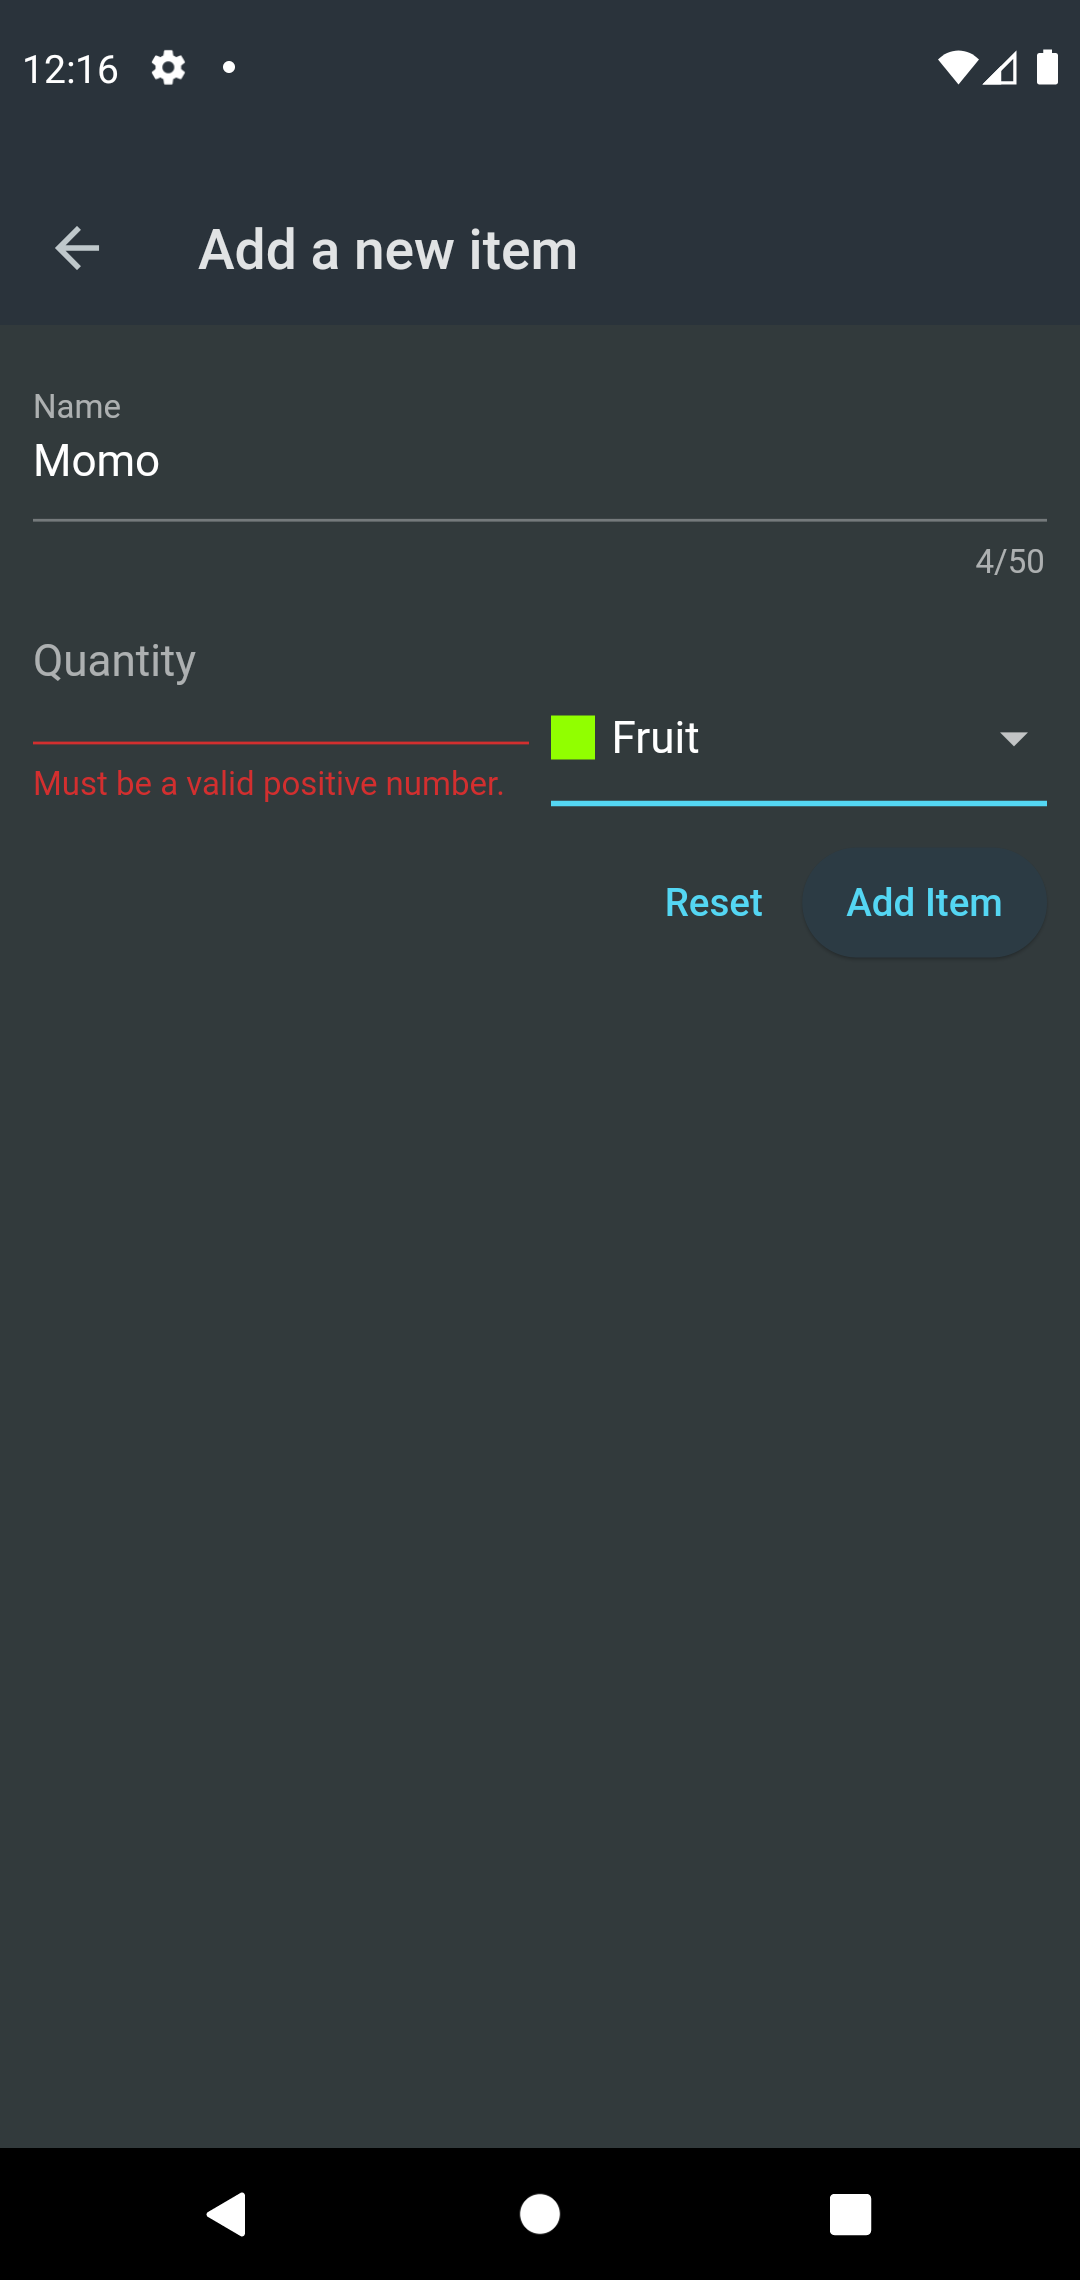 12:16
Add a new item
Name
Momo
4/50
Quantity
Fruit
Must be a valid positive number.
Reset
Add Item